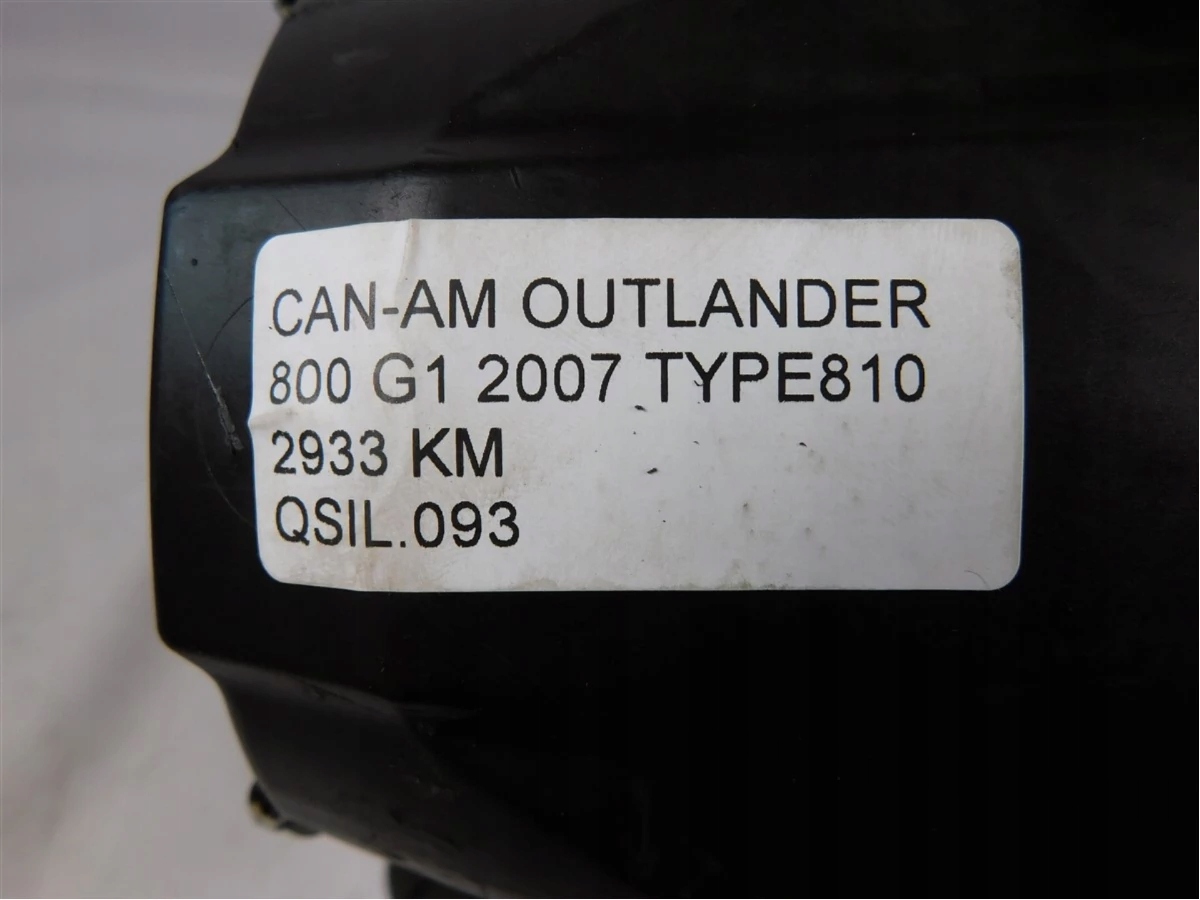 CAN-AM OUTLANDER
800 G1 2007 TYPE810
2933 KM
QSIL.093